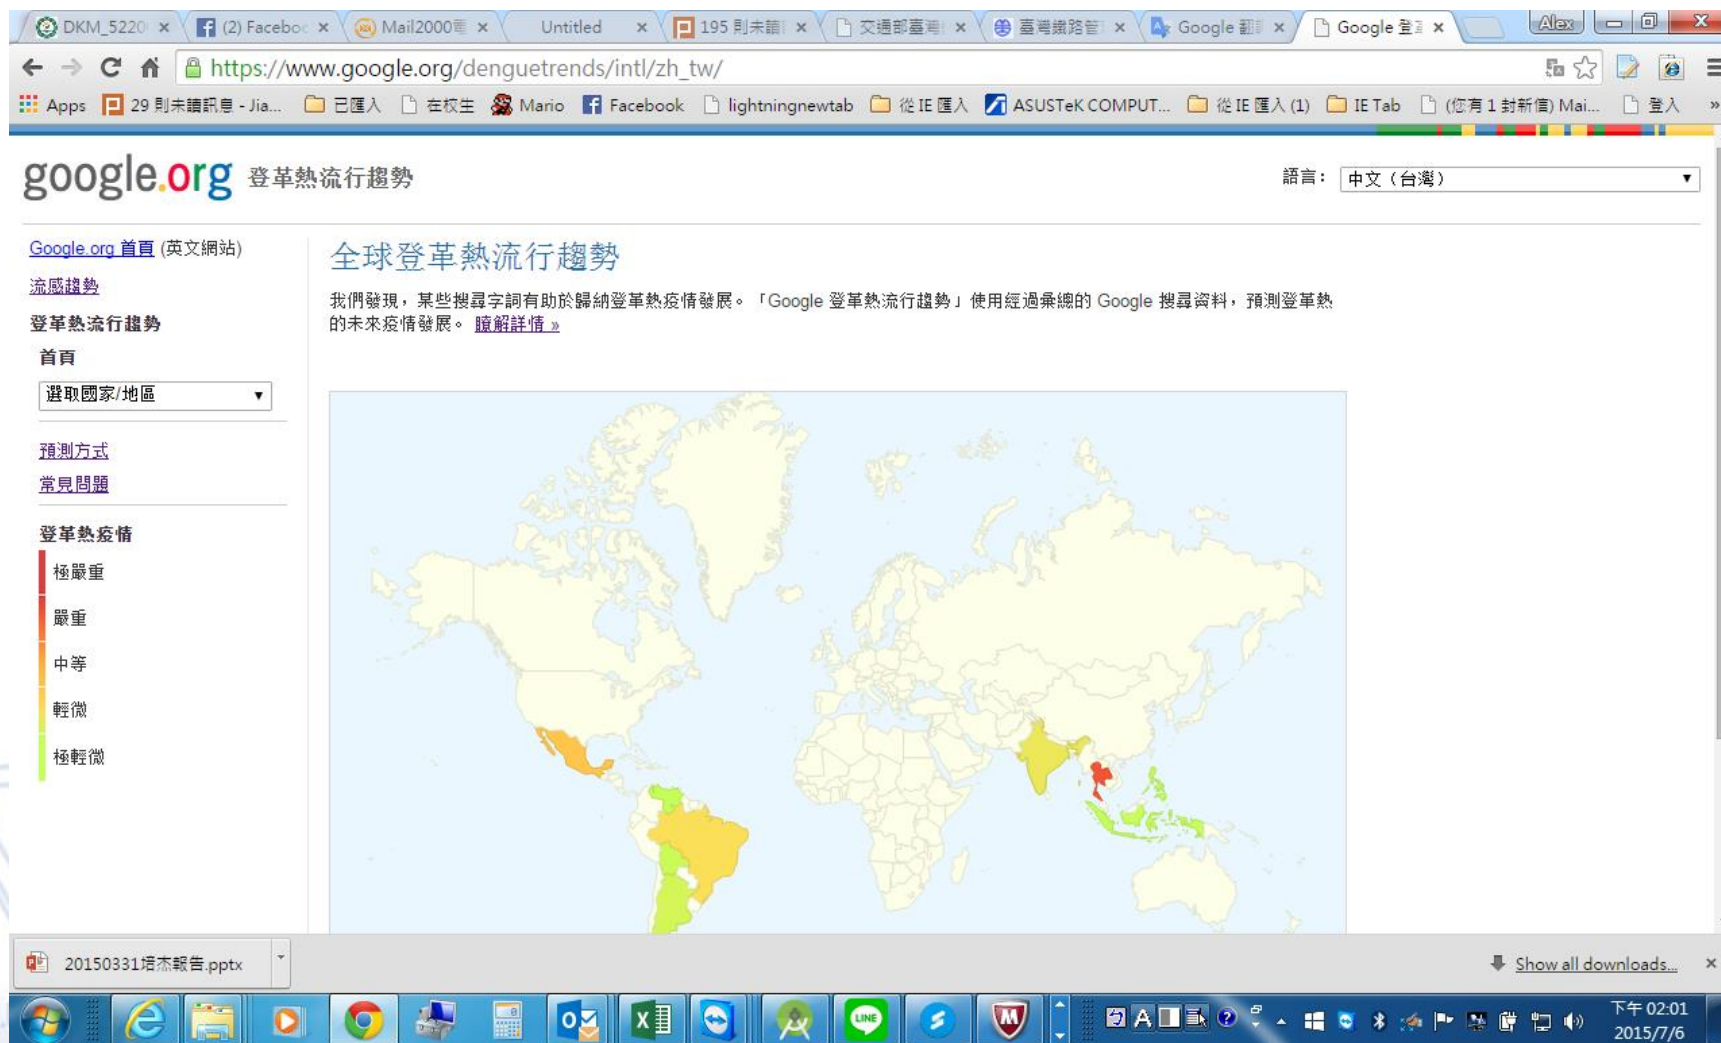 DKM_5220
(2) Faceboo
Mail2000電
Untitled
195 則未讀
交通部臺灣
臺灣鐵路管
Google 翻
Google 登革
Alex
https://www.google.org/denguetrends/intl/zh_tw/
Apps
29 則未讀訊息 - Jia...
已匯入
在校生
Mario
Facebook
lightningnewtab
從 IE 匯入
ASUSTeK COMPUT...
從 IE 匯入 (1)
IE Tab
(您有 1 封新信) Mai...
登入
»
google.org 登革熱流行趨勢
語言：
中文（台灣）
Google.org 首頁 (英文網站)
流感趨勢
登革熱流行趨勢
首頁
選取國家/地區
預測方式
常見問題
登革熱疫情
極嚴重
嚴重
中等
輕微
極輕微
全球登革熱流行趨勢
我們發現，某些搜尋字詞有助於歸納登革熱疫情發展。「Google 登革熱流行趨勢」使用經過彙總的 Google 搜尋資料，預測登革熱
的未來疫情發展。 瞭解詳情 »
20150331培杰報告.pptx
Show all downloads...
LINE
下午 02:01
2015/7/6